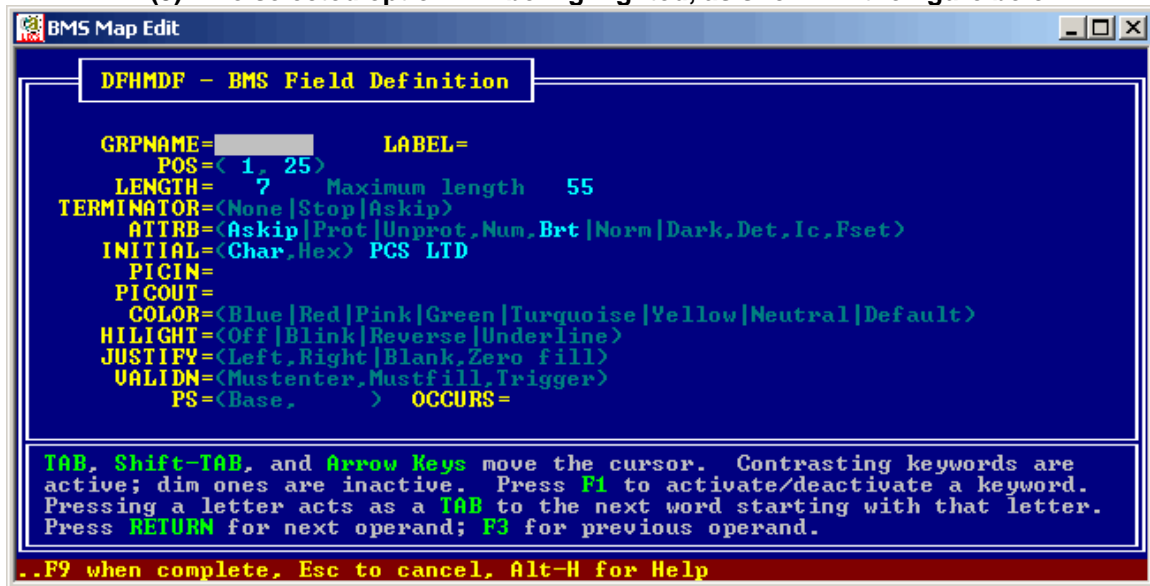 BMS Map Edit
DFHMDF - BMS Field Definition
GRPNAME= LABEL=
POS=( 1, 25)
LENGTH= 7 Maximum length 55
TERMINATOR=(None|Stop|Askip)
ATTRB=(Askip|Prot|Unprot,Num,Brt|Norm|Dark,Det,Ic,Fset)
INITIAL=(Char,Hex) PCS LTD
PICIN=
PICOUT=
COLOR=(Blue|Red|Pink|Green|Turquoise|Yellow|Neutral|Default)
HILIGHT=(Off|Blink|Reverse|Underline)
JUSTIFY=(Left,Right|Blank,Zero fill)
VALIDN=(Mustenter,Mustfill,Trigger)
PS=(Base, ) OCCURS=
TAB, Shift-TAB, and Arrow Keys move the cursor. Contrasting keywords are
active; dim ones are inactive. Press F1 to activate/deactivate a keyword.
Pressing a letter acts as a TAB to the next word starting with that letter.
Press RETURN for next operand; F3 for previous operand.
..F9 when complete, Esc to cancel, Alt-H for Help